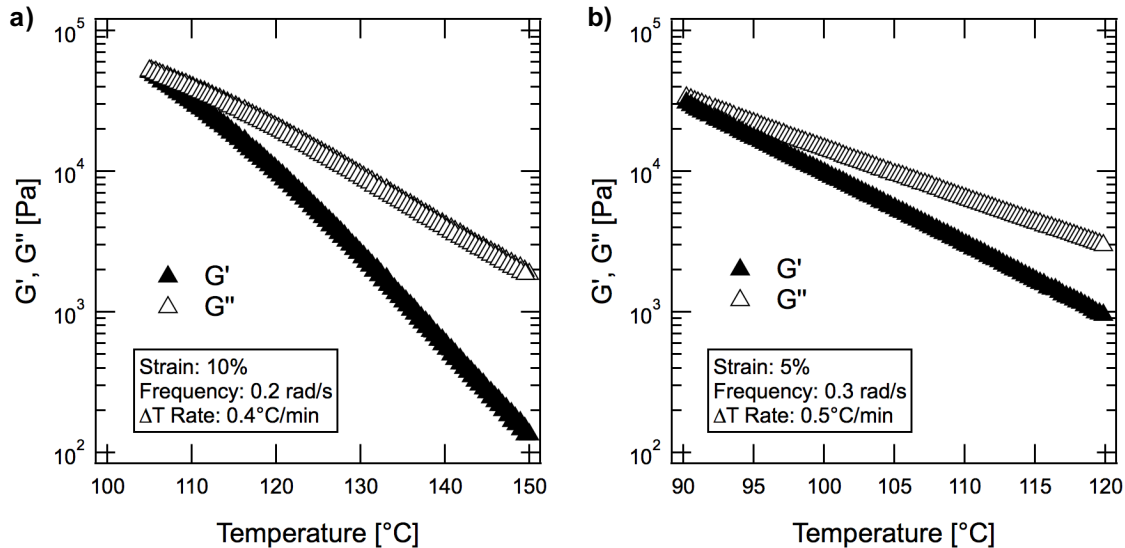 a)
10^5
10^4
10^3
10^2
G', G" [Pa]
G'
G"
Strain: 10%
Frequency: 0.2 rad/s
ΔT Rate: 0.4°C/min
100 110 120 130 140 150
Temperature [°C]
b)
10^5
10^4
10^3
10^2
G', G" [Pa]
G'
G"
Strain: 5%
Frequency: 0.3 rad/s
ΔT Rate: 0.5°C/min
90 95 100 105 110 115 120
Temperature [°C]